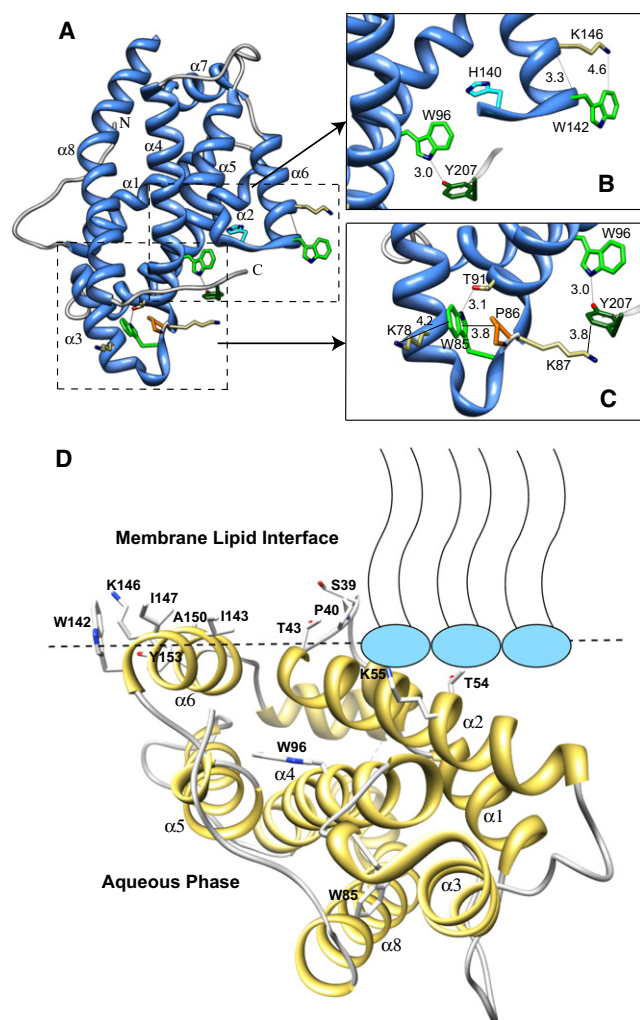 A
α7
N
α8
α4
α5
α6
α1
α2
C
α3
K146
H140
3.3
4.6
W96
W142
3.0
Y207
B
W96
T91
3.0
3.1
P86
Y207
4.2
3.8
3.8
K78
W85
K87
C
D
Membrane Lipid Interface
S39
K146
I147
P40
W142
A150
I143
T43
Y153
K55
T54
α6
α2
W96
α4
α5
α1
Aqueous Phase
α3
W85
α8